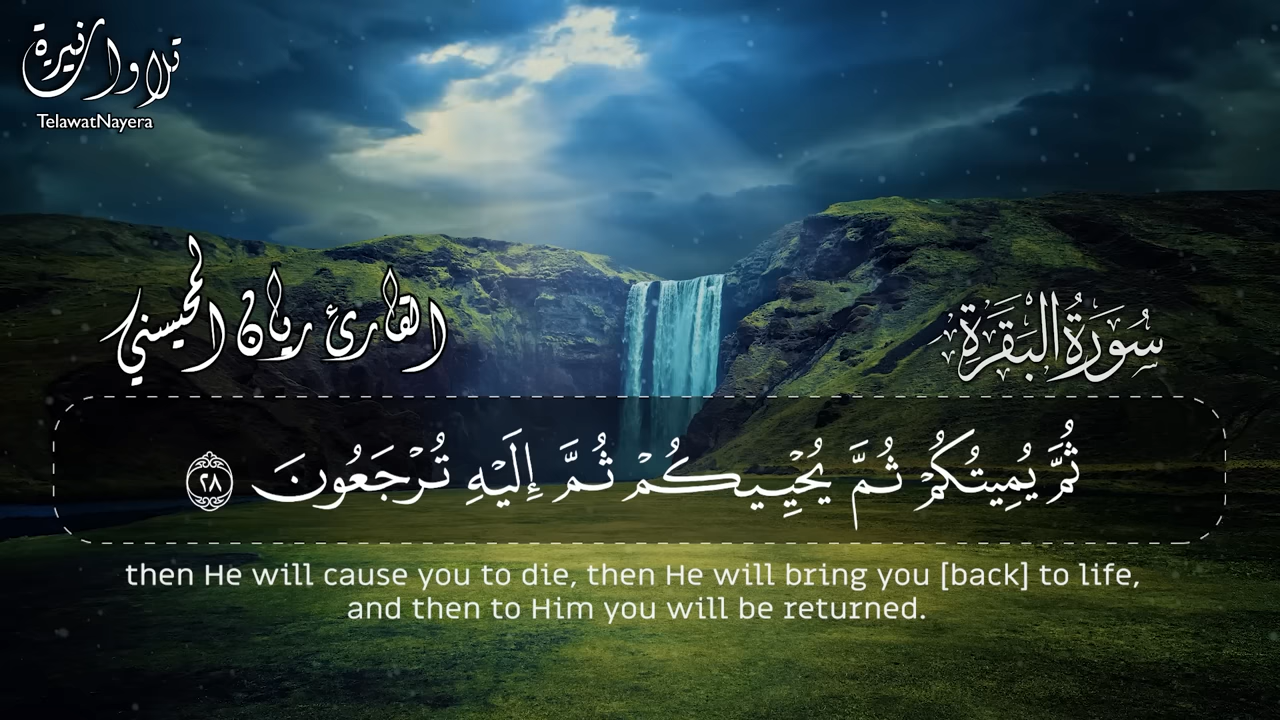 تلاوات نيرة
TelawatNayera
القارئ ريان المحيسني
سُورَةُ البَقَرَةِ
ثُمَّ يُمِيتُكُمْ ثُمَّ يُحْيِيكُمْ ثُمَّ إِلَيْهِ تُرْجَعُونَ ٢٨
then He will cause you to die, then He will bring you [back] to life,
and then to Him you will be returned.